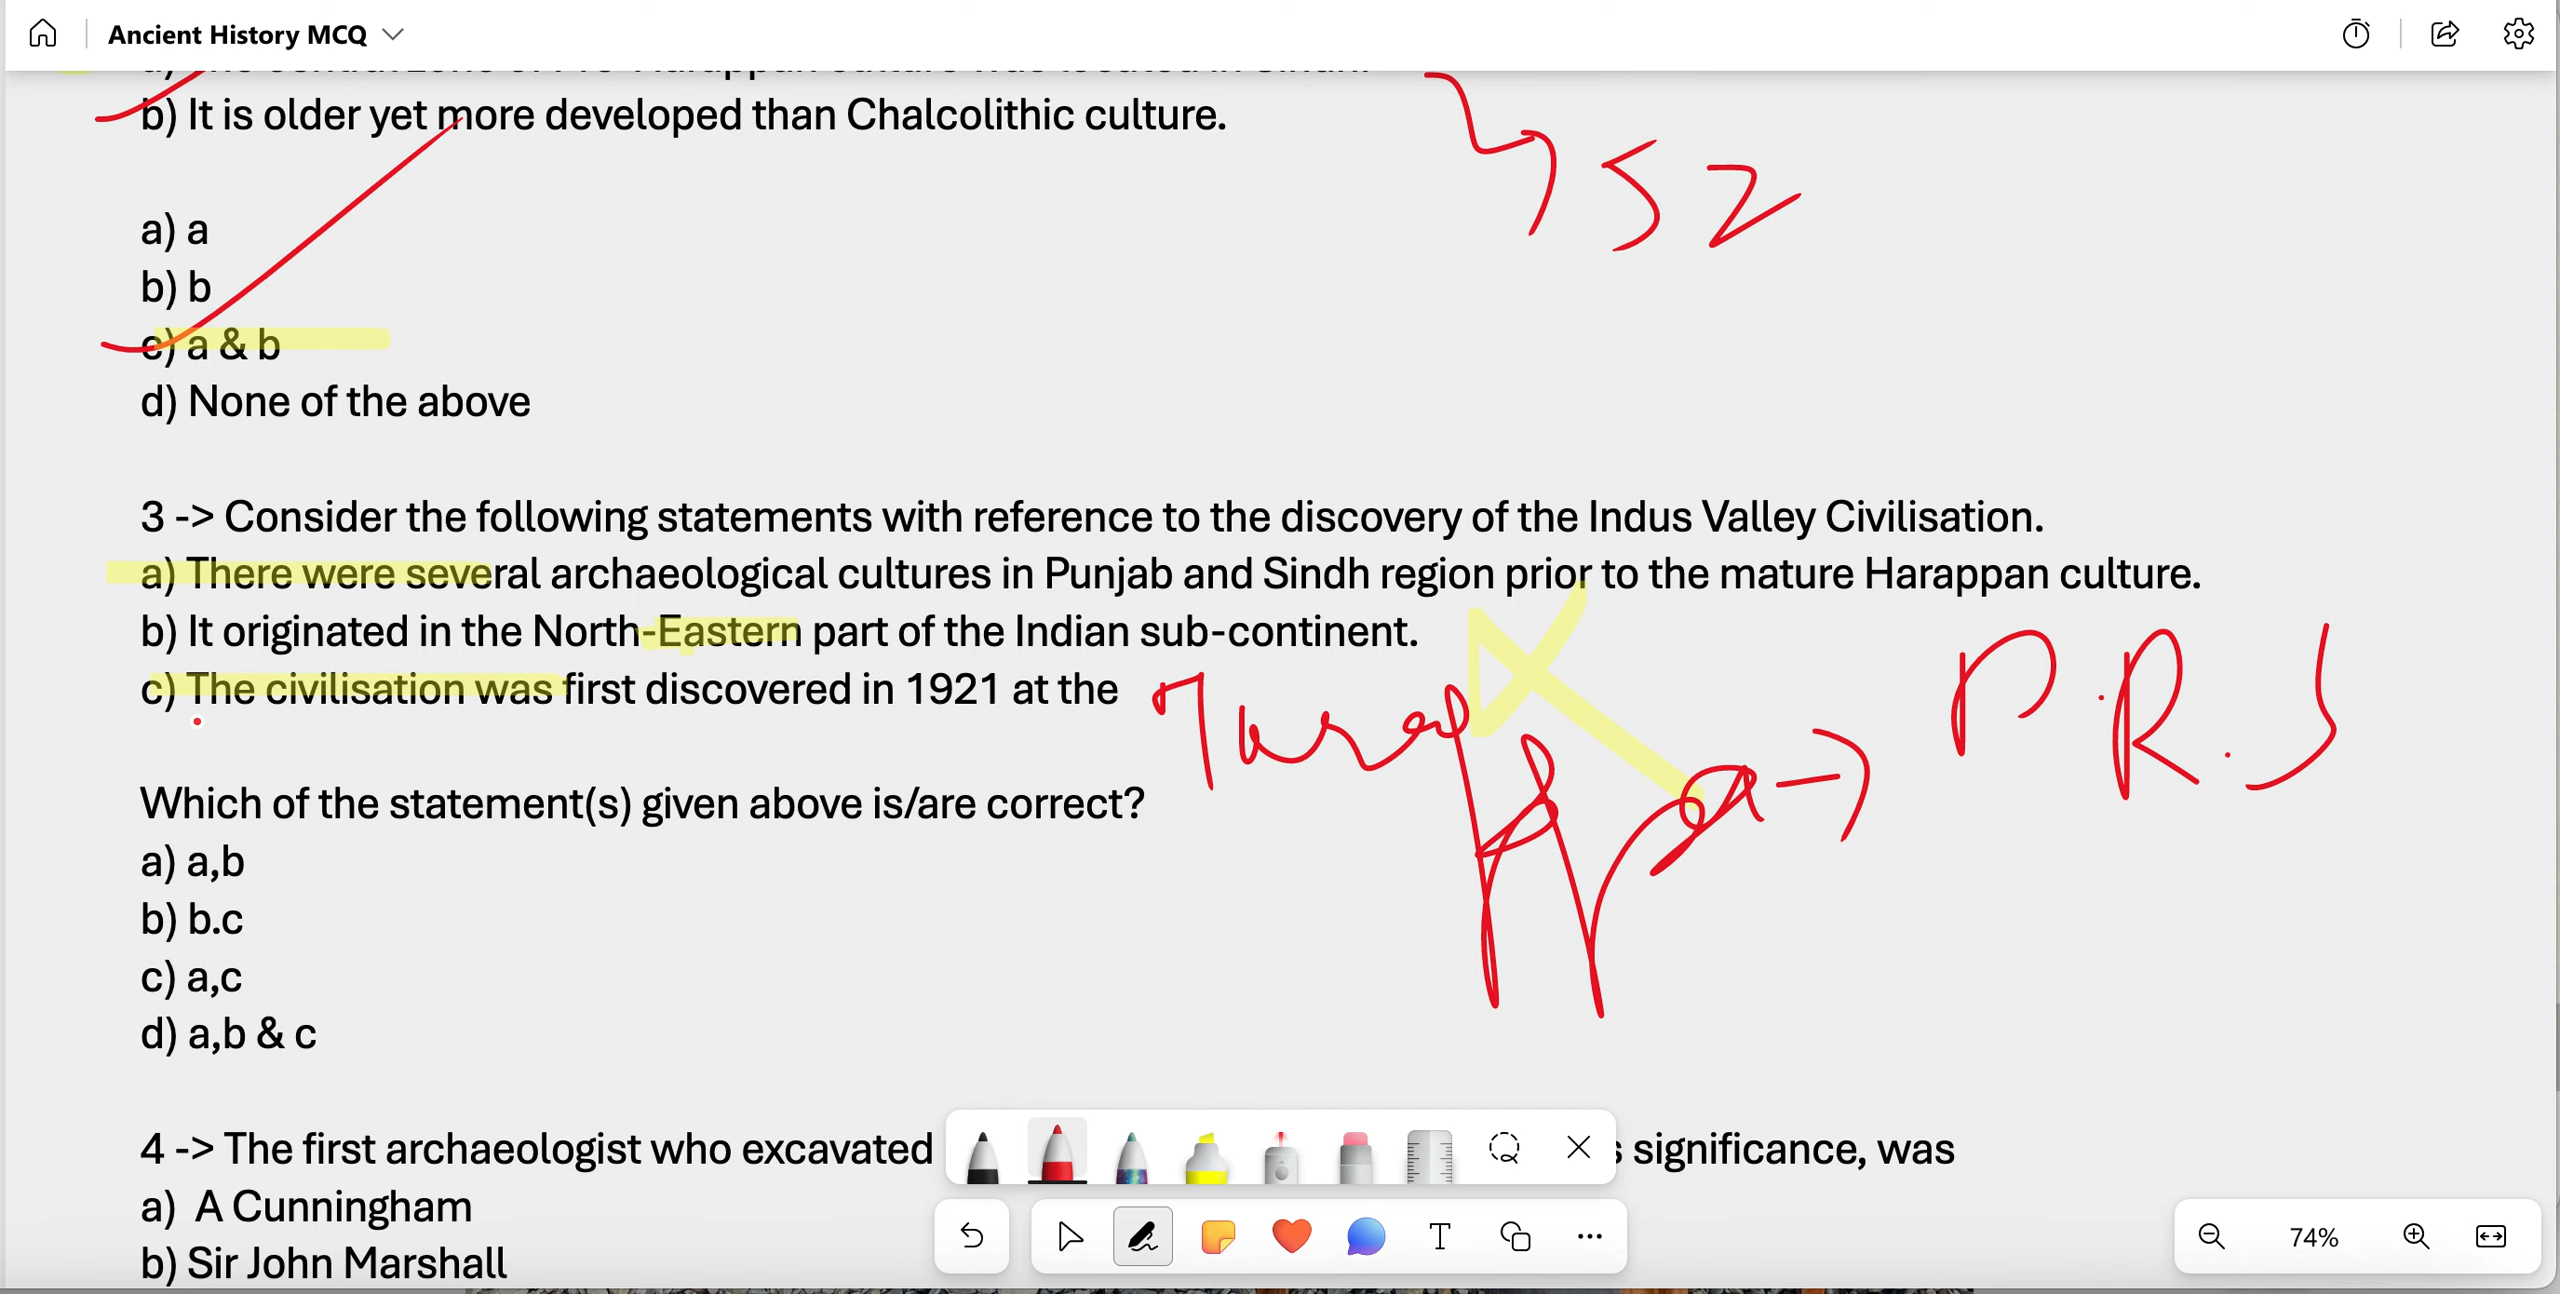 Ancient History MCQ
b) It is older yet more developed than Chalcolithic culture.
52
a) a
b) b
c) a & b
d) None of the above
3 -> Consider the following statements with reference to the discovery of the Indus Valley Civilisation.
a) There were several archaeological cultures in Punjab and Sindh region prior to the mature Harappan culture.
b) It originated in the North-Eastern part of the Indian sub-continent.
c) The civilisation was first discovered in 1921 at the
R.S
Which of the statement(s) given above is/are correct?
a) a,b
b) b.c
c) a,c
d) a,b & c
4 -> The first archaeologist who excavated significance, was
a) A Cunningham
b) Sir John Marshall
74%